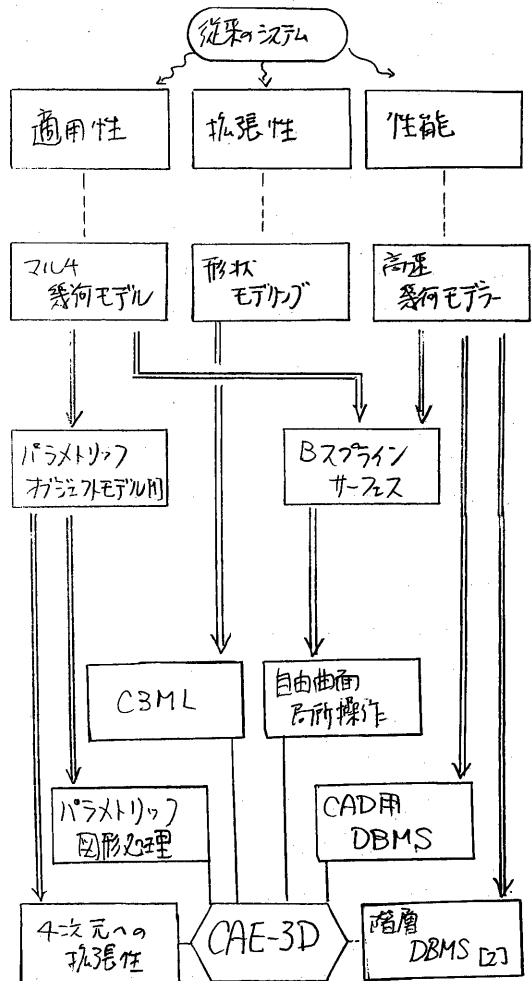 従来のシステム
適用性
拡張性
性能
マルチ
幾何モデル
形状
モデリング
高速
幾何モデラー
パラメトリック
オブジェクトモデル[1]
Bスプライン
サーフェス
C3ML
自由曲面
局所操作
パラメトリック
図形処理
CAD用
DBMS
4次元への
拡張性
CAE-3D
階層
DBMS [2]